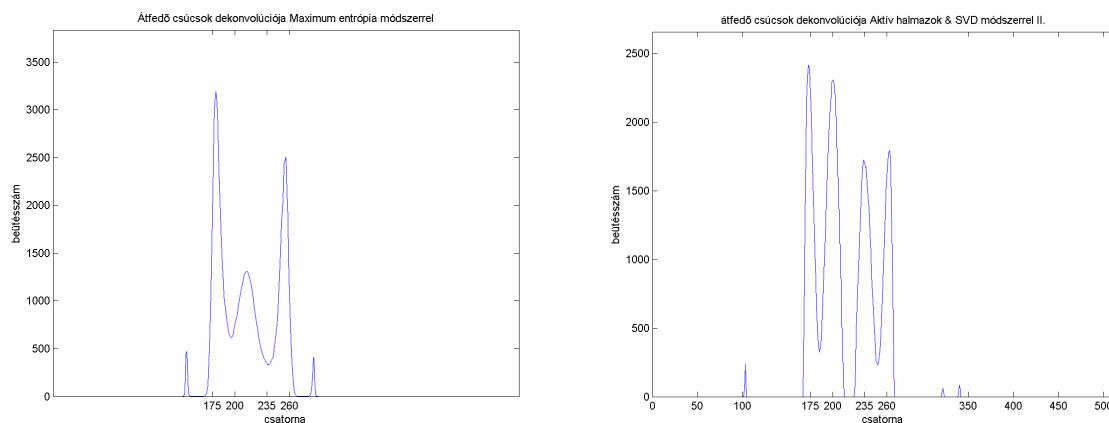 Átfedő csúcsok dekonvolúciója Maximum entrópia módszerrel
3500
3000
2500
2000
1500
1000
500
0
beütésszám
175 200 235 260
csatorna
átfedő csúcsok dekonvolúciója Aktív halmazok & SVD módszerrel II.
2500
2000
1500
1000
500
0
beütésszám
0 50 100 175 200 235 260 350 400 450 500
csatorna